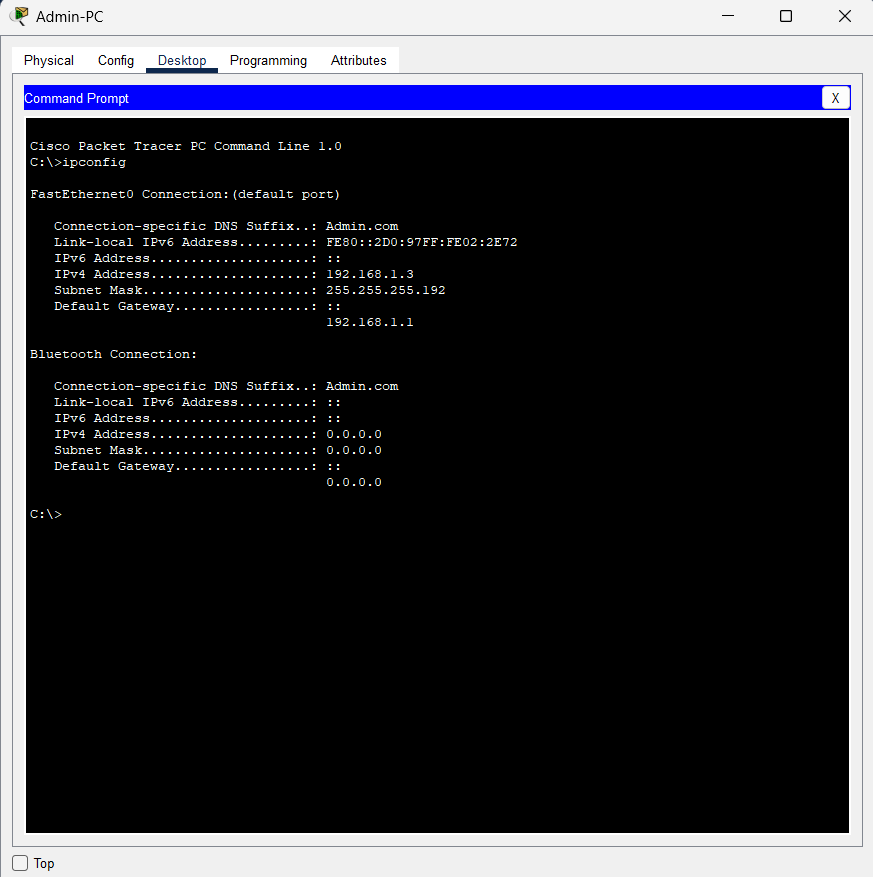 Admin-PC
Physical Config Desktop Programming Attributes
Command Prompt X
Cisco Packet Tracer PC Command Line 1.0
C:\>ipconfig
FastEthernet0 Connection:(default port)
Connection-specific DNS Suffix..: Admin.com
Link-local IPv6 Address.........: FE80::2D0:97FF:FE02:2E72
IPv6 Address....................: ::
IPv4 Address....................: 192.168.1.3
Subnet Mask.....................: 255.255.255.192
Default Gateway.................: ::
192.168.1.1
Bluetooth Connection:
Connection-specific DNS Suffix..: Admin.com
Link-local IPv6 Address.........: ::
IPv6 Address....................: ::
IPv4 Address....................: 0.0.0.0
Subnet Mask.....................: 0.0.0.0
Default Gateway.................: ::
0.0.0.0
C:\>
Top